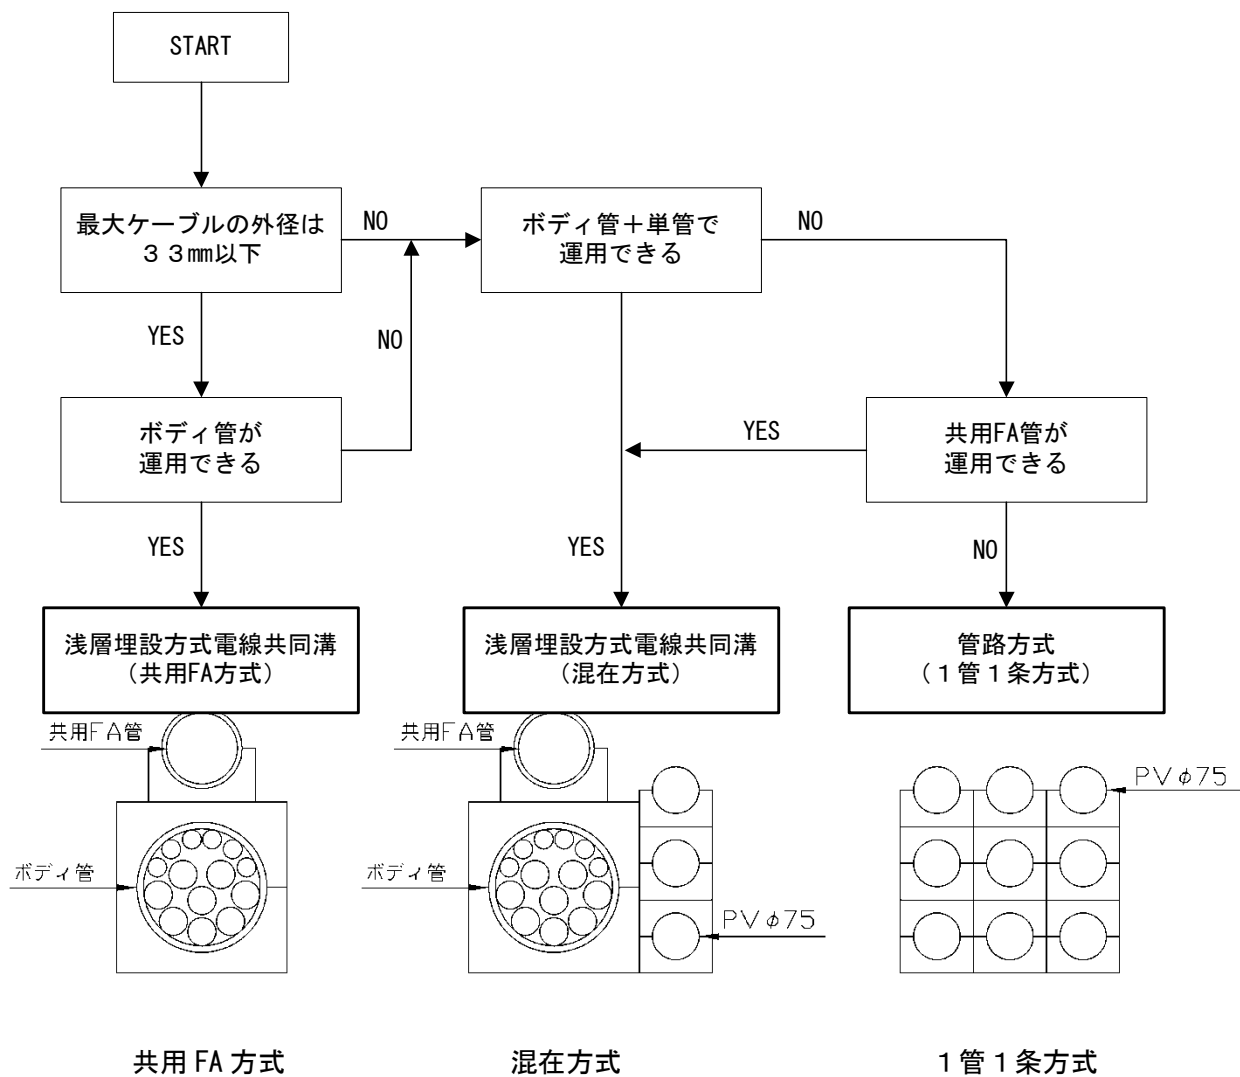 START
最大ケーブルの外径は
33㎜以下
NO
ボディ管+単管で
運用できる
NO
YES
NO
ボディ管が
運用できる
YES
共用FA管が
運用できる
YES
YES
NO
浅層埋設方式電線共同溝
(共用FA方式)
浅層埋設方式電線共同溝
(混在方式)
管路方式
(1管1条方式)
共用FA管
ボディ管
共用FA管
ボディ管
PVφ75
PVφ75
共用 FA 方式
混在方式
1管1条方式